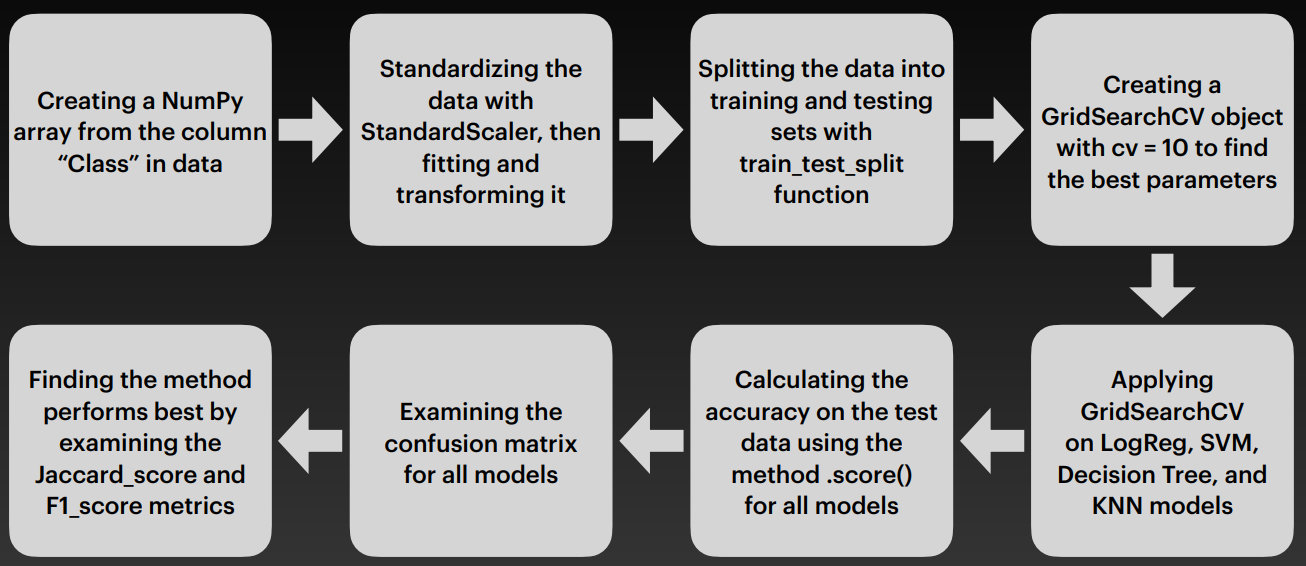 Creating a NumPy
array from the column
“Class” in data
Standardizing the
data with
StandardScaler, then
fitting and
transforming it
Splitting the data into
training and testing
sets with
train_test_split
function
Creating a
GridSearchCV object
with cv = 10 to find
the best parameters
Applying
GridSearchCV
on LogReg, SVM,
Decision Tree, and
KNN models
Calculating the
accuracy on the test
data using the
method .score()
for all models
Examining the
confusion matrix
for all models
Finding the method
performs best by
examining the
Jaccard_score and
F1_score metrics